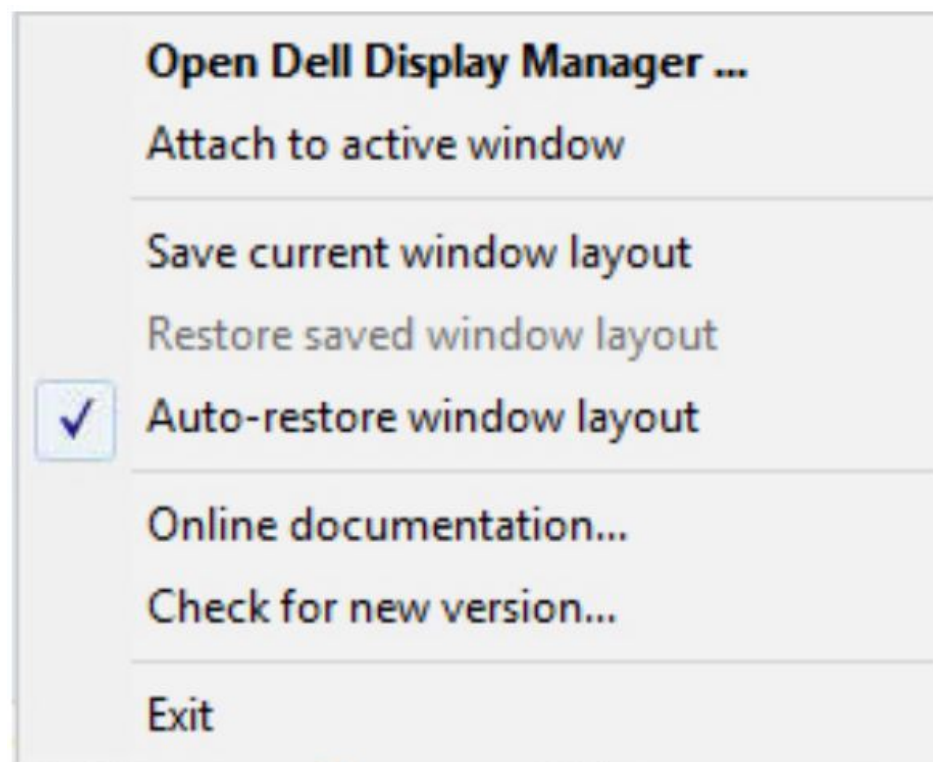 Open Dell Display Manager ...
Attach to active window
Save current window layout
Restore saved window layout
Auto-restore window layout
Online documentation...
Check for new version...
Exit